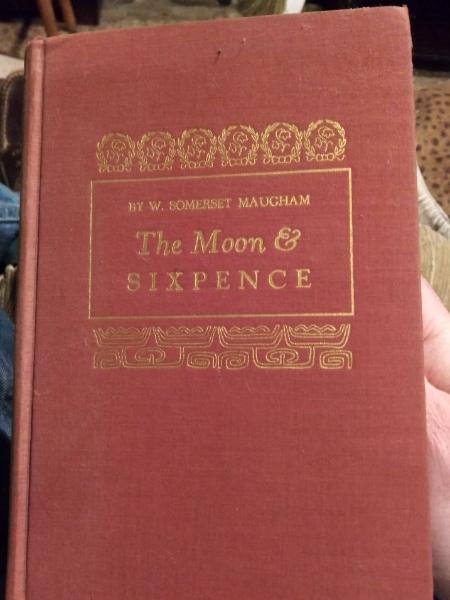 BY W. SOMERSET MAUGHAM
The Moon &
SIXPENCE